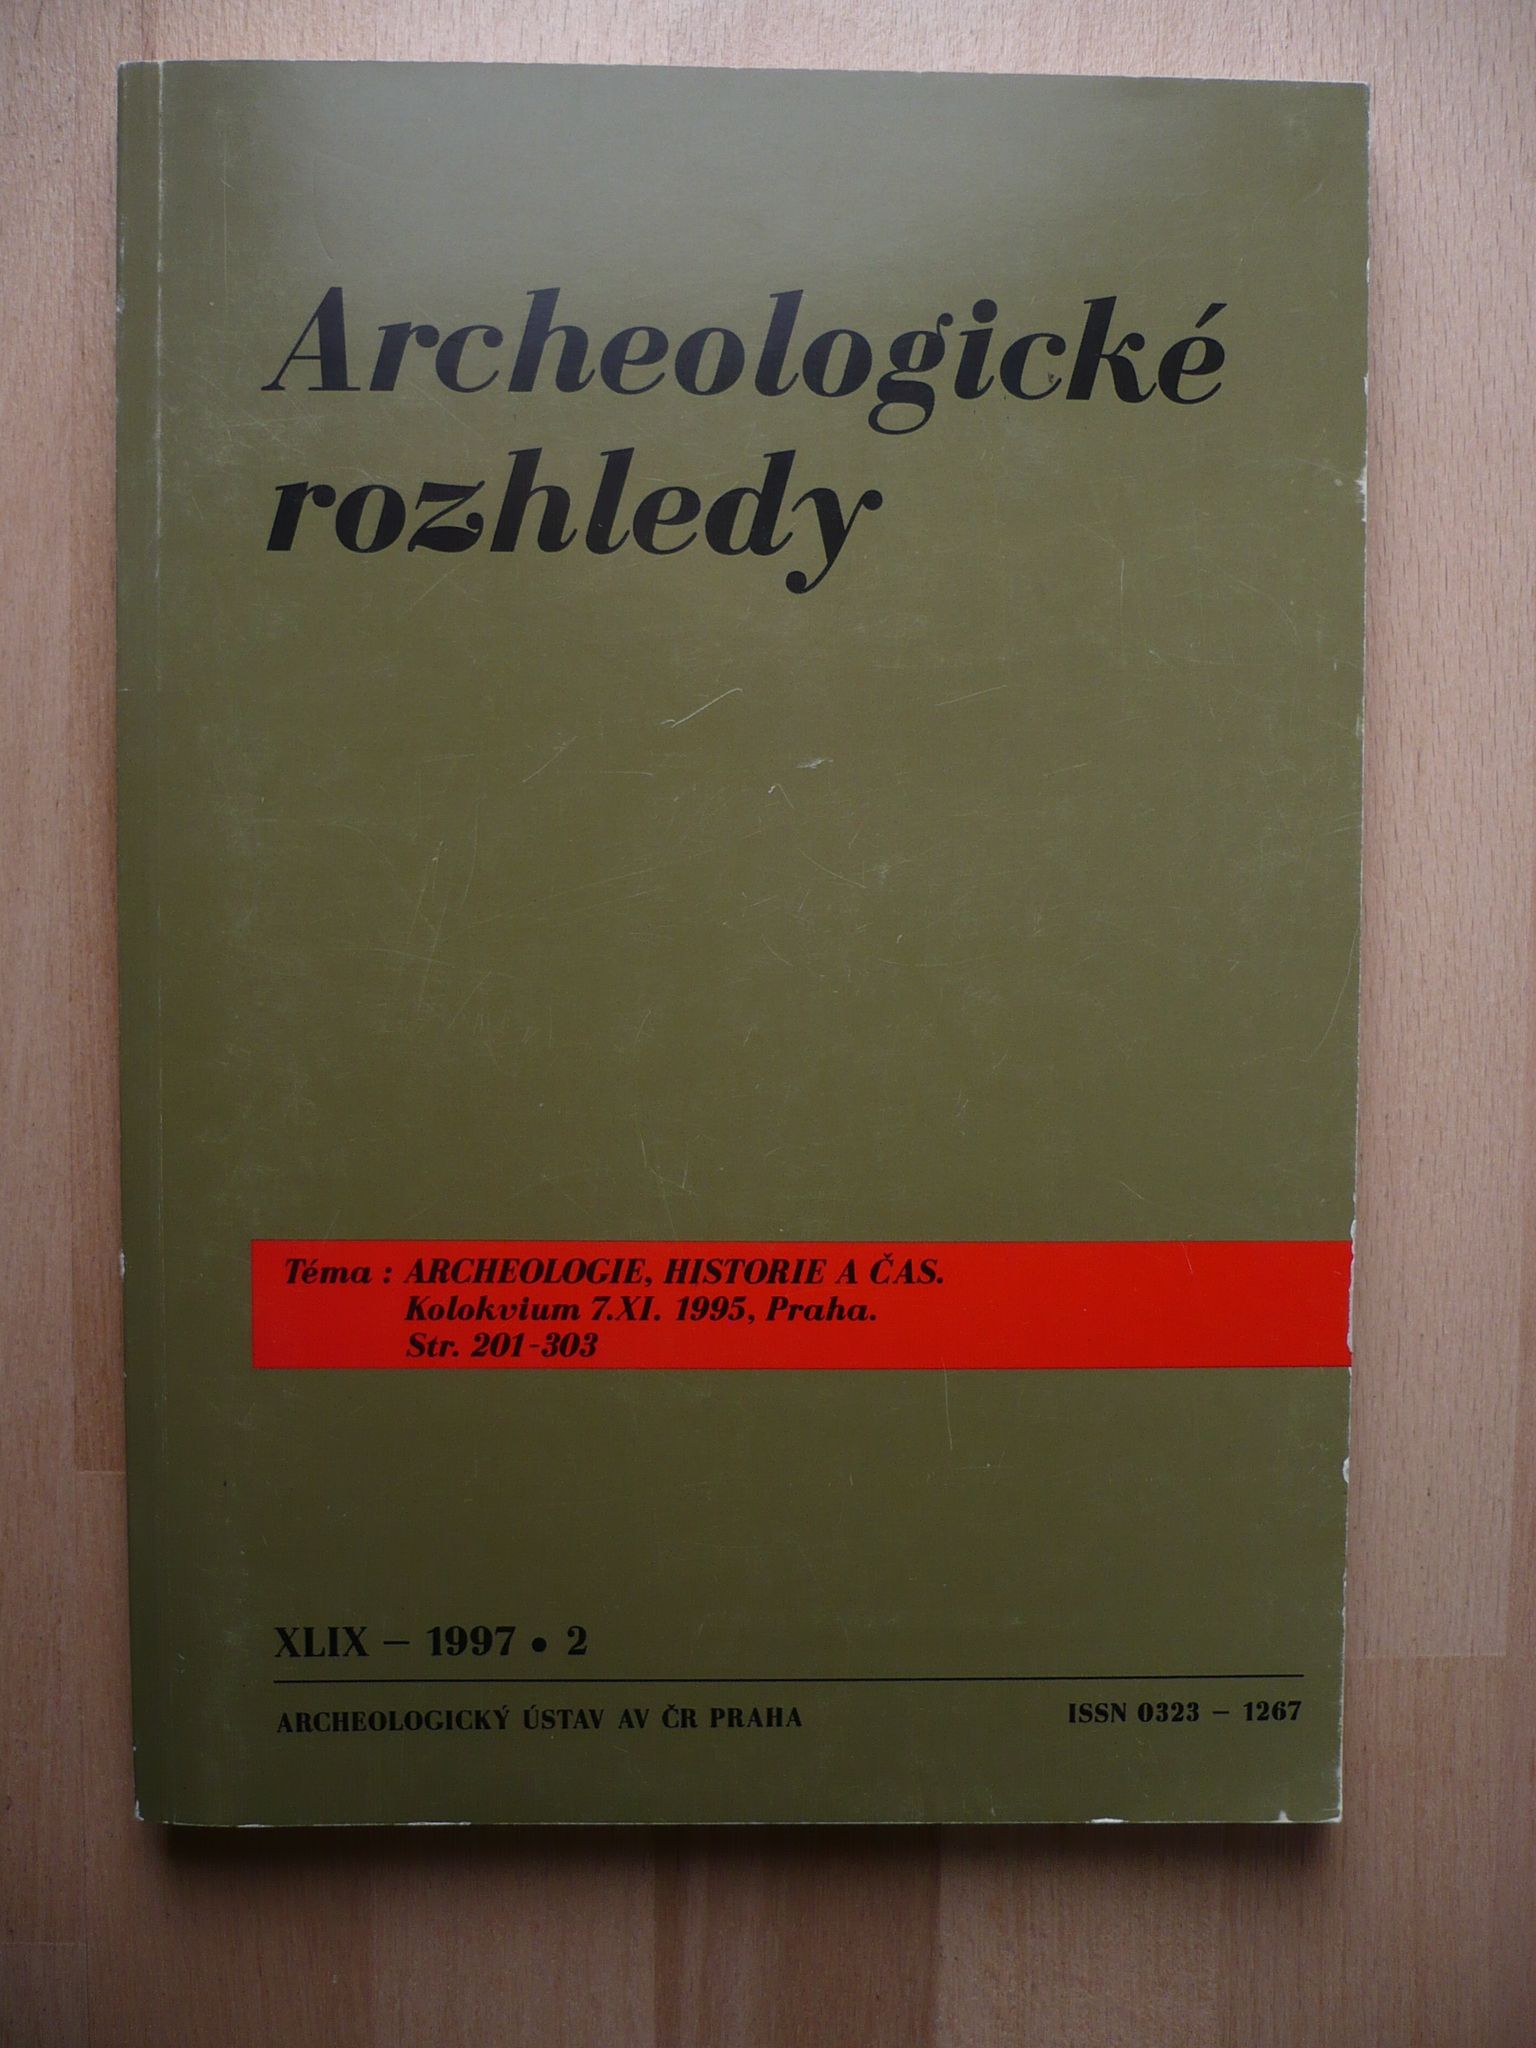 Archeologické
rozhledy
Téma : ARCHEOLOGIE, HISTORIE A ČAS.
Kolokvium 7.XI. 1995, Praha.
Str. 201-303
XLIX – 1997 • 2
ARCHEOLOGICKÝ ÚSTAV AV ČR PRAHA
ISSN 0323 – 1267